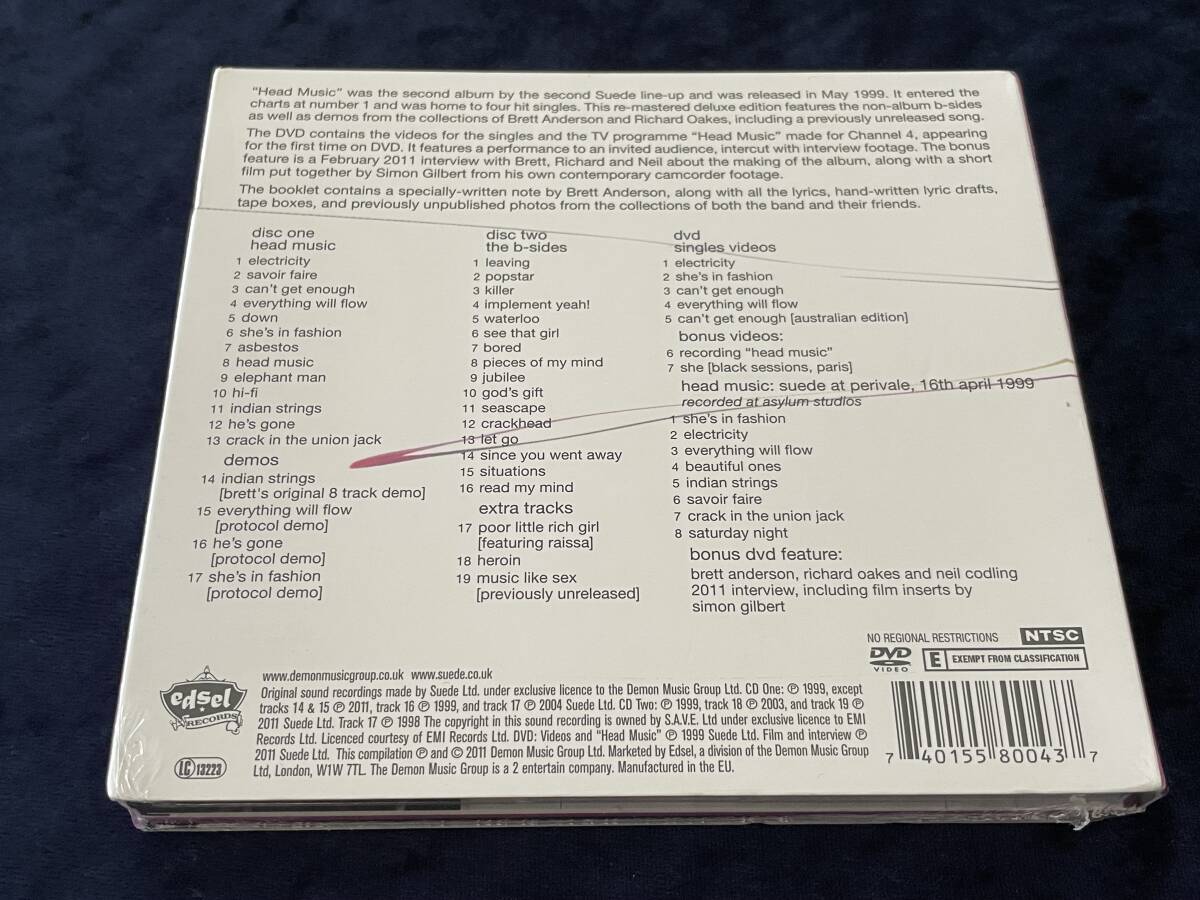 "Head Music" was the second album by the second Suede line-up and was released in May 1999. It entered the
charts at number 1 and was home to four hit singles. This re-mastered deluxe edition features the non-album b-sides
as well as demos from the collections of Brett Anderson and Richard Oakes, including a previously unreleased song.
The DVD contains the videos for the singles and the TV programme "Head Music" made for Channel 4, appearing
for the first time on DVD. It features a performance to an invited audience, intercut with interview footage. The bonus
feature is a February 2011 interview with Brett, Richard and Neil about the making of the album, along with a short
film put together by Simon Gilbert from his own contemporary camcorder footage.
The booklet contains a specially-written note by Brett Anderson, along with all the lyrics, hand-written lyric drafts,
tape boxes, and previously unpublished photos from the collections of both the band and their friends.
disc one
head music
1 electricity
2 savoir faire
3 can't get enough
4 everything will flow
5 down
6 she's in fashion
7 asbestos
8 head music
9 elephant man
10 hi-fi
11 indian strings
12 he's gone
13 crack in the union jack
demos
14 indian strings
[brett's original 8 track demo]
15 everything will flow
[protocol demo]
16 he's gone
[protocol demo]
17 she's in fashion
[protocol demo]
disc two
the b-sides
1 leaving
2 popstar
3 killer
4 implement yeah!
5 waterloo
6 see that girl
7 bored
8 pieces of my mind
9 jubilee
10 god's gift
11 seascape
12 crackhead
13 let go
14 since you went away
15 situations
16 read my mind
extra tracks
17 poor little rich girl
[featuring raissa]
18 heroin
19 music like sex
[previously unreleased]
dvd
singles videos
1 electricity
2 she's in fashion
3 can't get enough
4 everything will flow
5 can't get enough [australian edition]
bonus videos:
6 recording "head music"
7 she [black sessions, paris]
head music: suede at perivale, 16th april 1999
recorded at asylum studios
1 she's in fashion
2 electricity
3 everything will flow
4 beautiful ones
5 indian strings
6 savoir faire
7 crack in the union jack
8 saturday night
bonus dvd feature:
brett anderson, richard oakes and neil codling
2011 interview, including film inserts by
simon gilbert
NO REGIONAL RESTRICTIONS NTSC
DVD VIDEO E EXEMPT FROM CLASSIFICATION
edsel
RECORDS
LC 13223
www.demonmusicgroup.co.uk www.suede.co.uk
Original sound recordings made by Suede Ltd. under exclusive licence to the Demon Music Group Ltd. CD One: ℗ 1999, except
tracks 14 & 15 ℗ 2011, track 16 ℗ 1999, and track 17 ℗ 2004 Suede Ltd. CD Two: ℗ 1999, track 18 ℗ 2003, and track 19 ℗
2011 Suede Ltd. Track 17 ℗ 1998 The copyright in this sound recording is owned by S.A.V.E. Ltd under exclusive licence to EMI
Records Ltd. Licenced courtesy of EMI Records Ltd. DVD: Videos and "Head Music" ℗ 1999 Suede Ltd. Film and interview ℗
2011 Suede Ltd. This compilation ℗ and © 2011 Demon Music Group Ltd. Marketed by Edsel, a division of the Demon Music Group
Ltd, London, W1W 7TL. The Demon Music Group is a 2 entertain company. Manufactured in the EU.
7 40155 80043 7